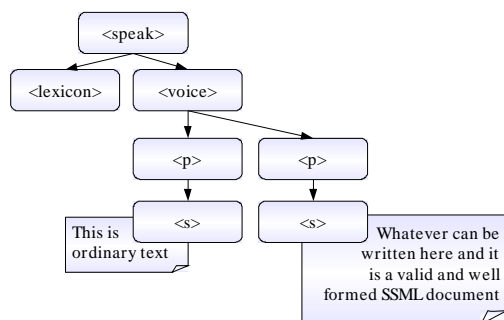 <speak>
<lexicon>
<voice>
<p>
<p>
<s>
<s>
This is
ordinary text
Whatever can be
written here and it
is a valid and well
formed SSML document